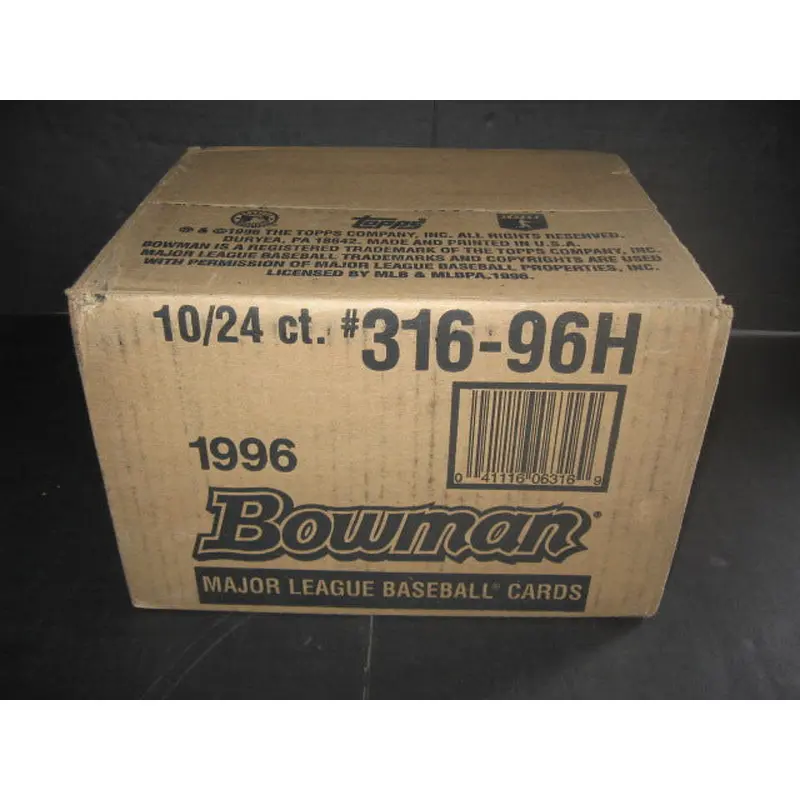 topps
℗ & ©1996 THE TOPPS COMPANY, INC. ALL RIGHTS RESERVED.
DURYEA, PA 18642. MADE AND PRINTED IN U.S.A.
BOWMAN IS A REGISTERED TRADEMARK OF THE TOPPS COMPANY, INC.
MAJOR LEAGUE BASEBALL TRADEMARKS AND COPYRIGHTS ARE USED
WITH PERMISSION OF MAJOR LEAGUE BASEBALL PROPERTIES, INC.
LICENSED BY MLB & MLBPA, 1996.
10/24 ct. #316-96H
0 41116 06316 9
1996
Bowman®
MAJOR LEAGUE BASEBALL® CARDS